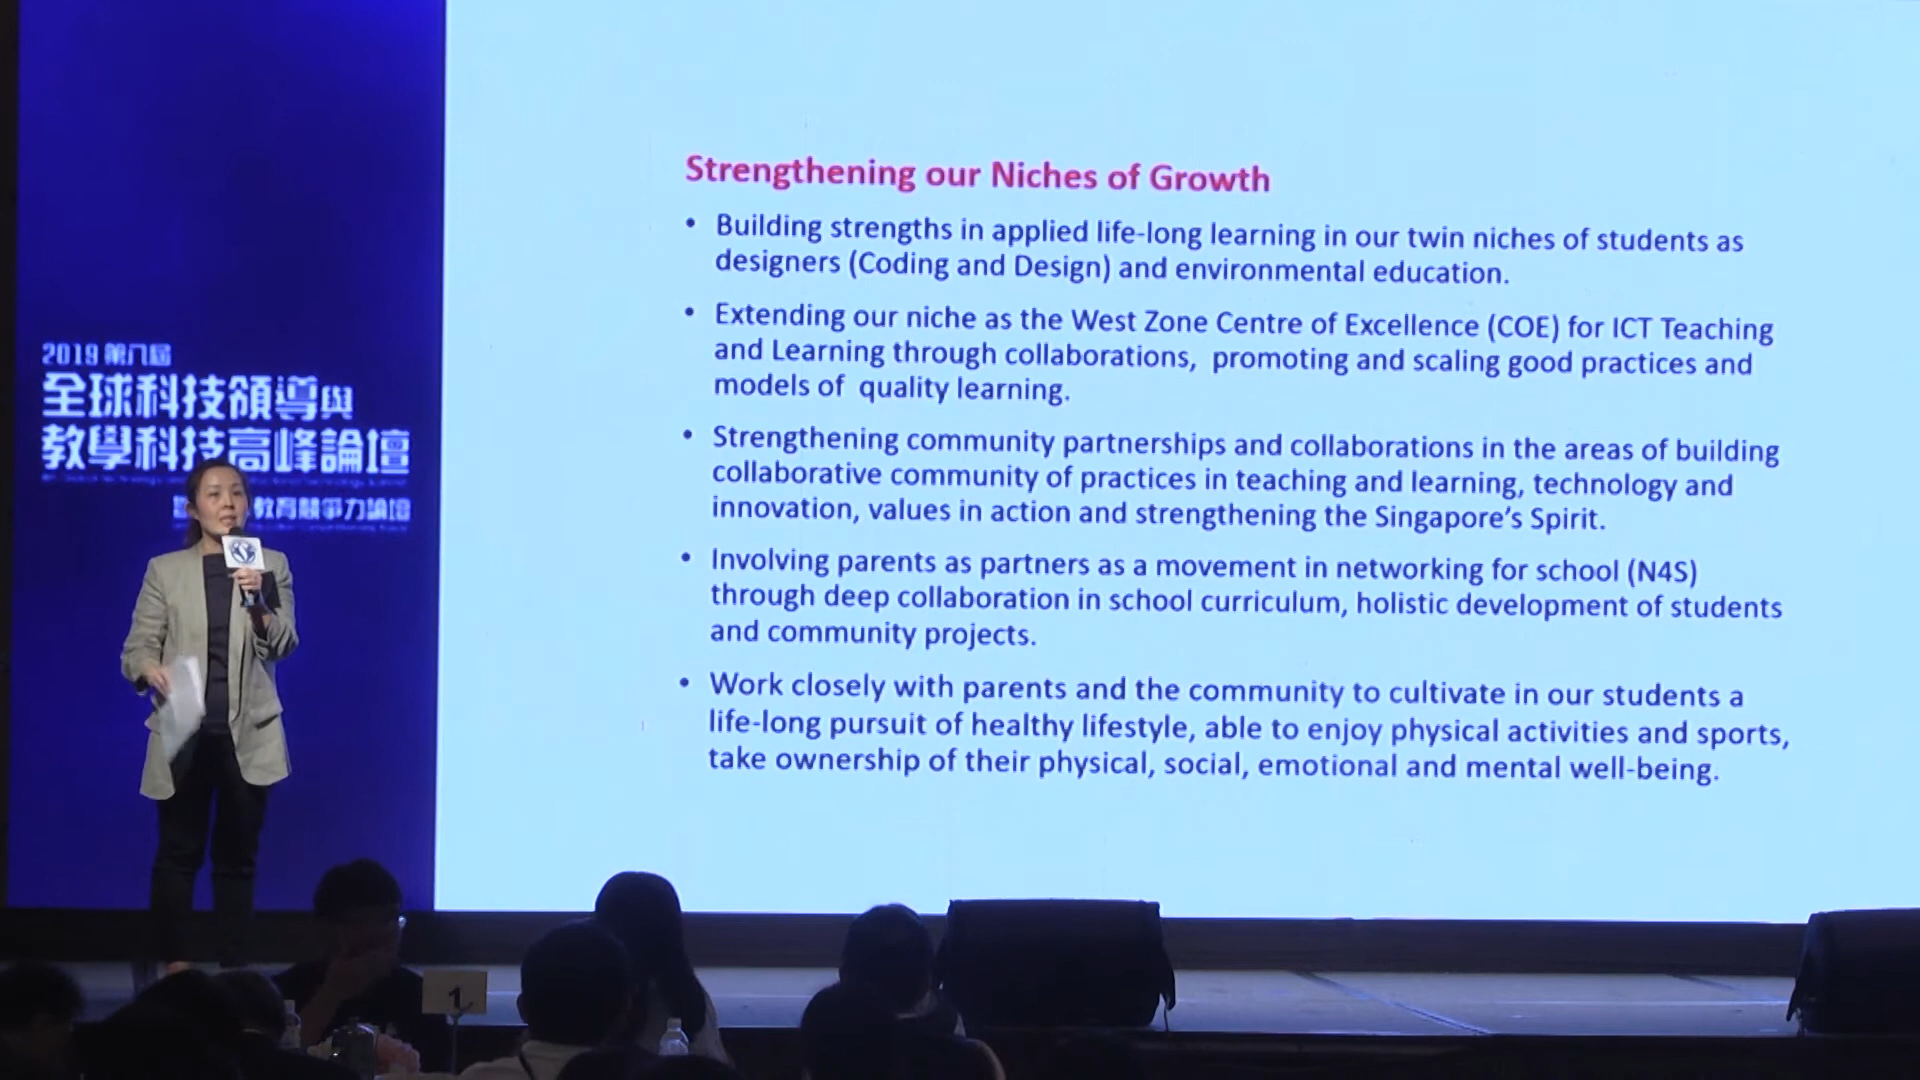 2019 第八屆
全球科技領導與
教學科技高峰論壇
教育競爭力論壇
Strengthening our Niches of Growth
• Building strengths in applied life-long learning in our twin niches of students as
designers (Coding and Design) and environmental education.
• Extending our niche as the West Zone Centre of Excellence (COE) for ICT Teaching
and Learning through collaborations, promoting and scaling good practices and
models of quality learning.
• Strengthening community partnerships and collaborations in the areas of building
collaborative community of practices in teaching and learning, technology and
innovation, values in action and strengthening the Singapore's Spirit.
• Involving parents as partners as a movement in networking for school (N4S)
through deep collaboration in school curriculum, holistic development of students
and community projects.
• Work closely with parents and the community to cultivate in our students a
life-long pursuit of healthy lifestyle, able to enjoy physical activities and sports,
take ownership of their physical, social, emotional and mental well-being.
1